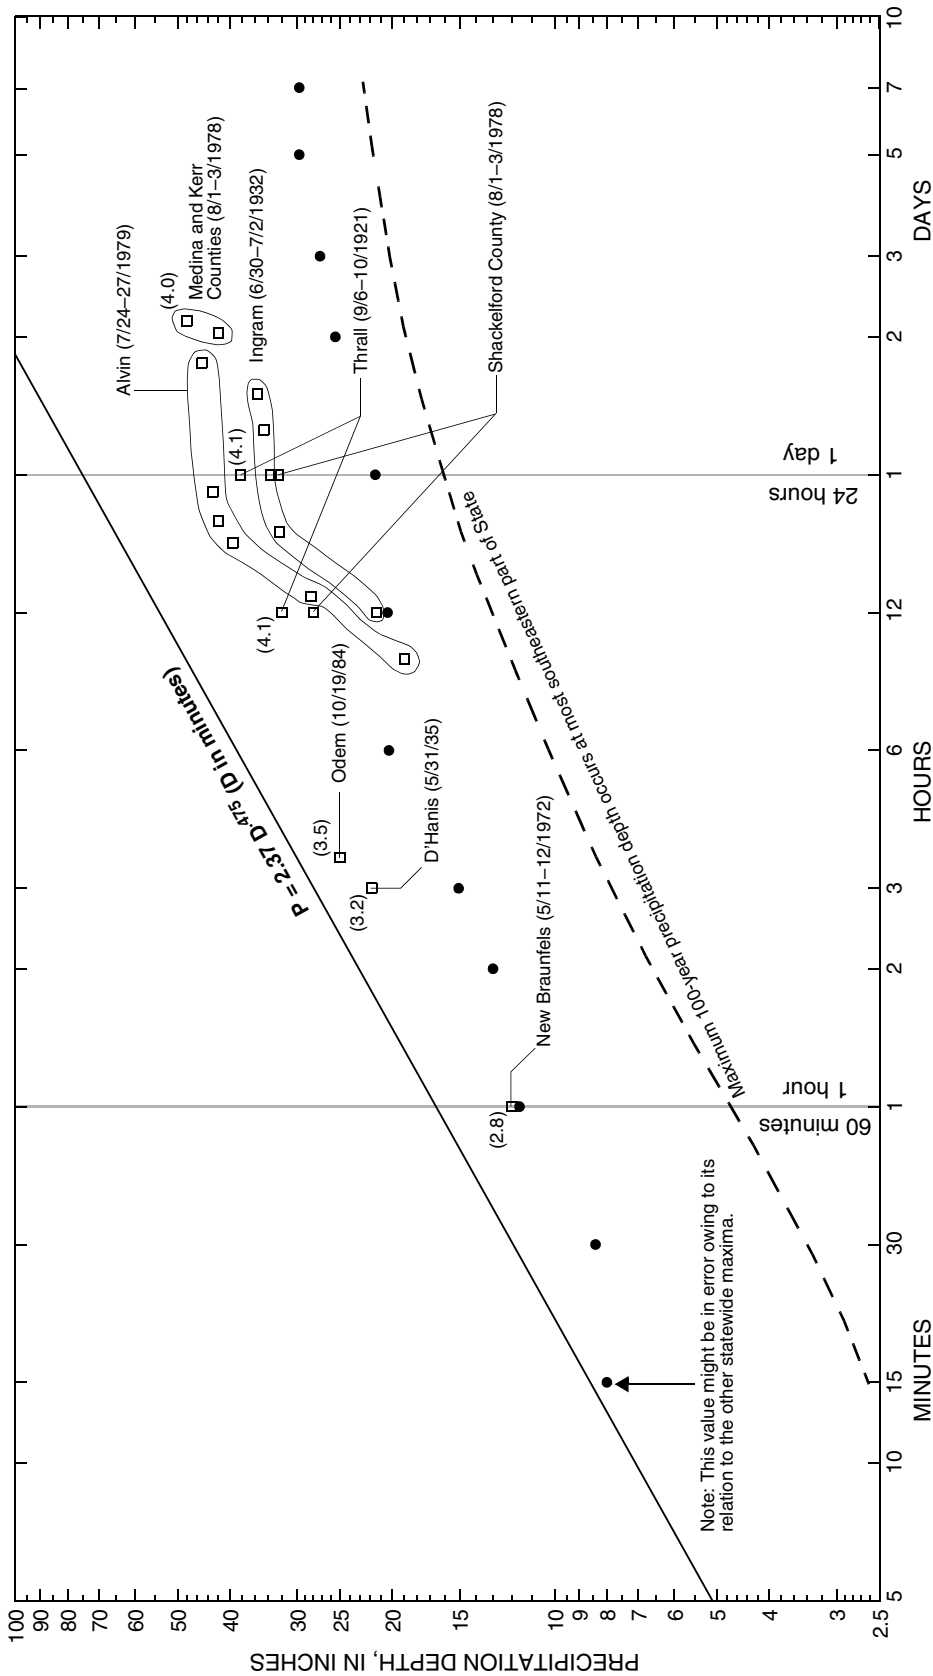 PRECIPITATION DEPTH, IN INCHES
100
90
80
70
60
50
40
30
25
20
15
10
9
8
7
6
5
4
3
2.5
5
10
15
30
1
2
3
6
12
1
2
3
5
7
10
MINUTES
HOURS
DAYS
60 minutes
1 hour
24 hours
1 day
P = 2.37 D.475 (D in minutes)
Maximum 100-year precipitation depth occurs at most southeastern part of State
Note: This value might be in error owing to its
relation to the other statewide maxima.
(2.8)
New Braunfels (5/11–12/1972)
(3.2)
D'Hanis (5/31/35)
(3.5)
Odem (10/19/84)
(4.1)
(4.1)
Thrall (9/6–10/1921)
Shackelford County (8/1–3/1978)
Alvin (7/24–27/1979)
(4.0)
Medina and Kerr
Counties (8/1–3/1978)
Ingram (6/30–7/2/1932)